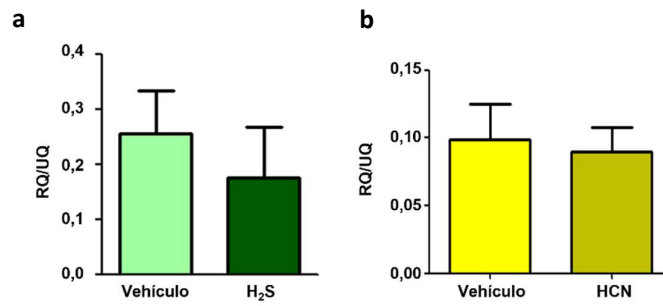 a
RQ/UQ
0,4
0,3
0,2
0,1
0,0
Vehículo
H₂S
b
RQ/UQ
0,15
0,10
0,05
0,00
Vehículo
HCN